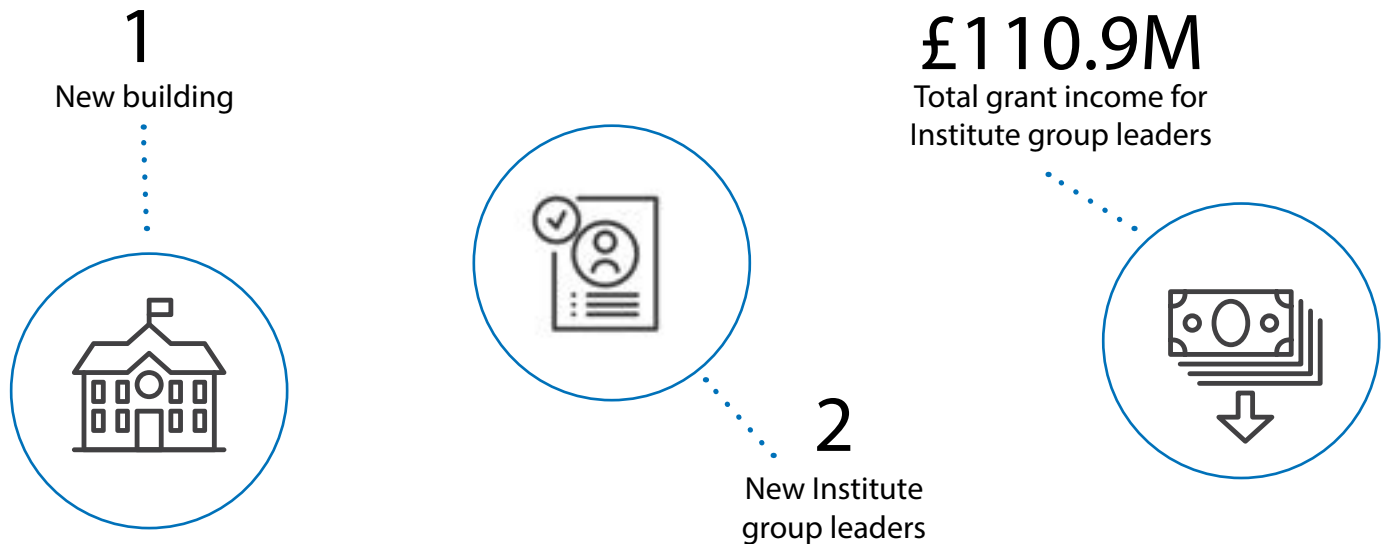 1
New building
£110.9M
Total grant income for
Institute group leaders
2
New Institute
group leaders